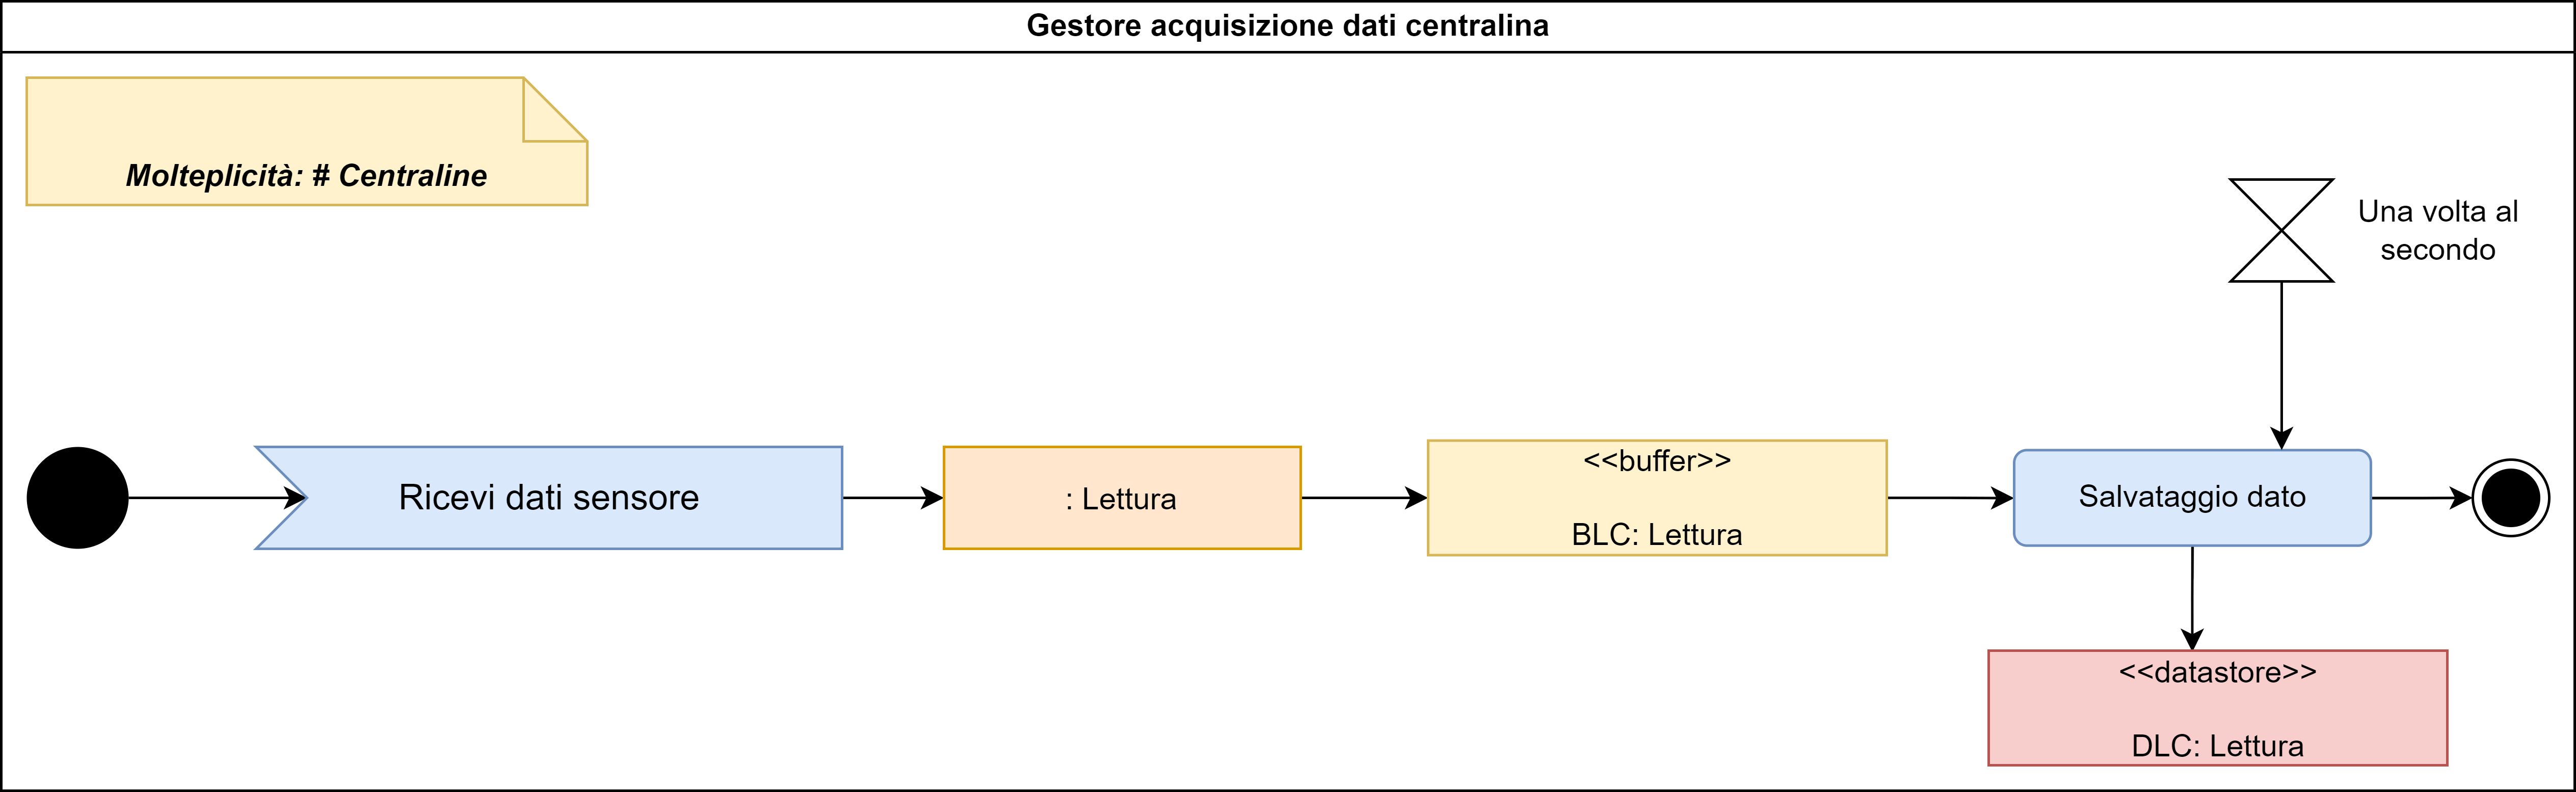 Gestore acquisizione dati centralina
Molteplicità: # Centraline
Una volta al
secondo
Ricevi dati sensore
: Lettura
<<buffer>>
BLC: Lettura
Salvataggio dato
<<datastore>>
DLC: Lettura